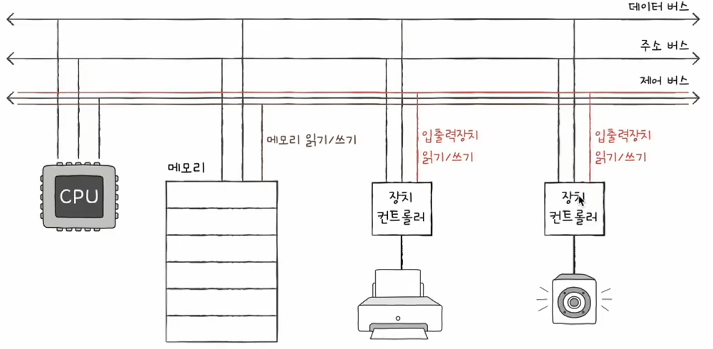 데이터 버스
주소 버스
제어 버스
메모리 읽기/쓰기
입출력장치
읽기/쓰기
입출력장치
읽기/쓰기
CPU
메모리
장치
컨트롤러
장치
컨트롤러